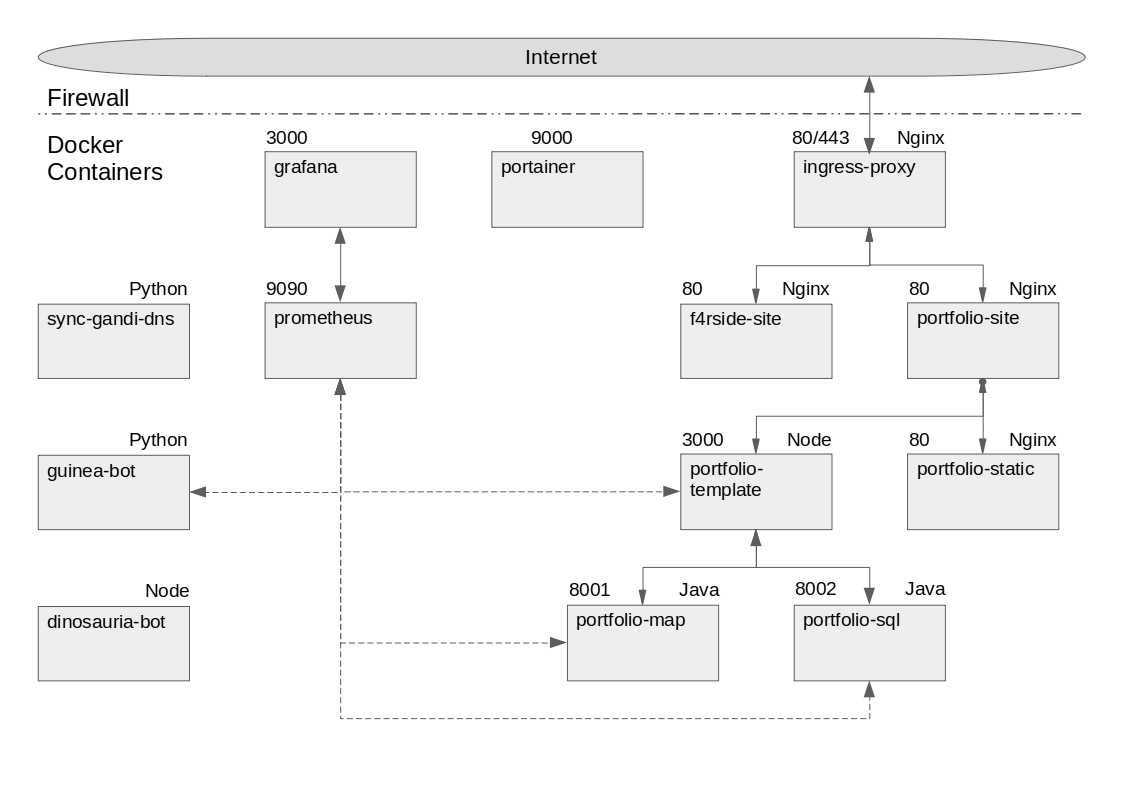 Internet
Firewall
Docker
Containers
3000
grafana
9000
portainer
80/443 Nginx
ingress-proxy
Python
sync-gandi-dns
9090
prometheus
80 Nginx
f4rside-site
80 Nginx
portfolio-site
Python
guinea-bot
3000 Node
portfolio-
template
80 Nginx
portfolio-static
Node
dinosauria-bot
8001 Java
portfolio-map
8002 Java
portfolio-sql